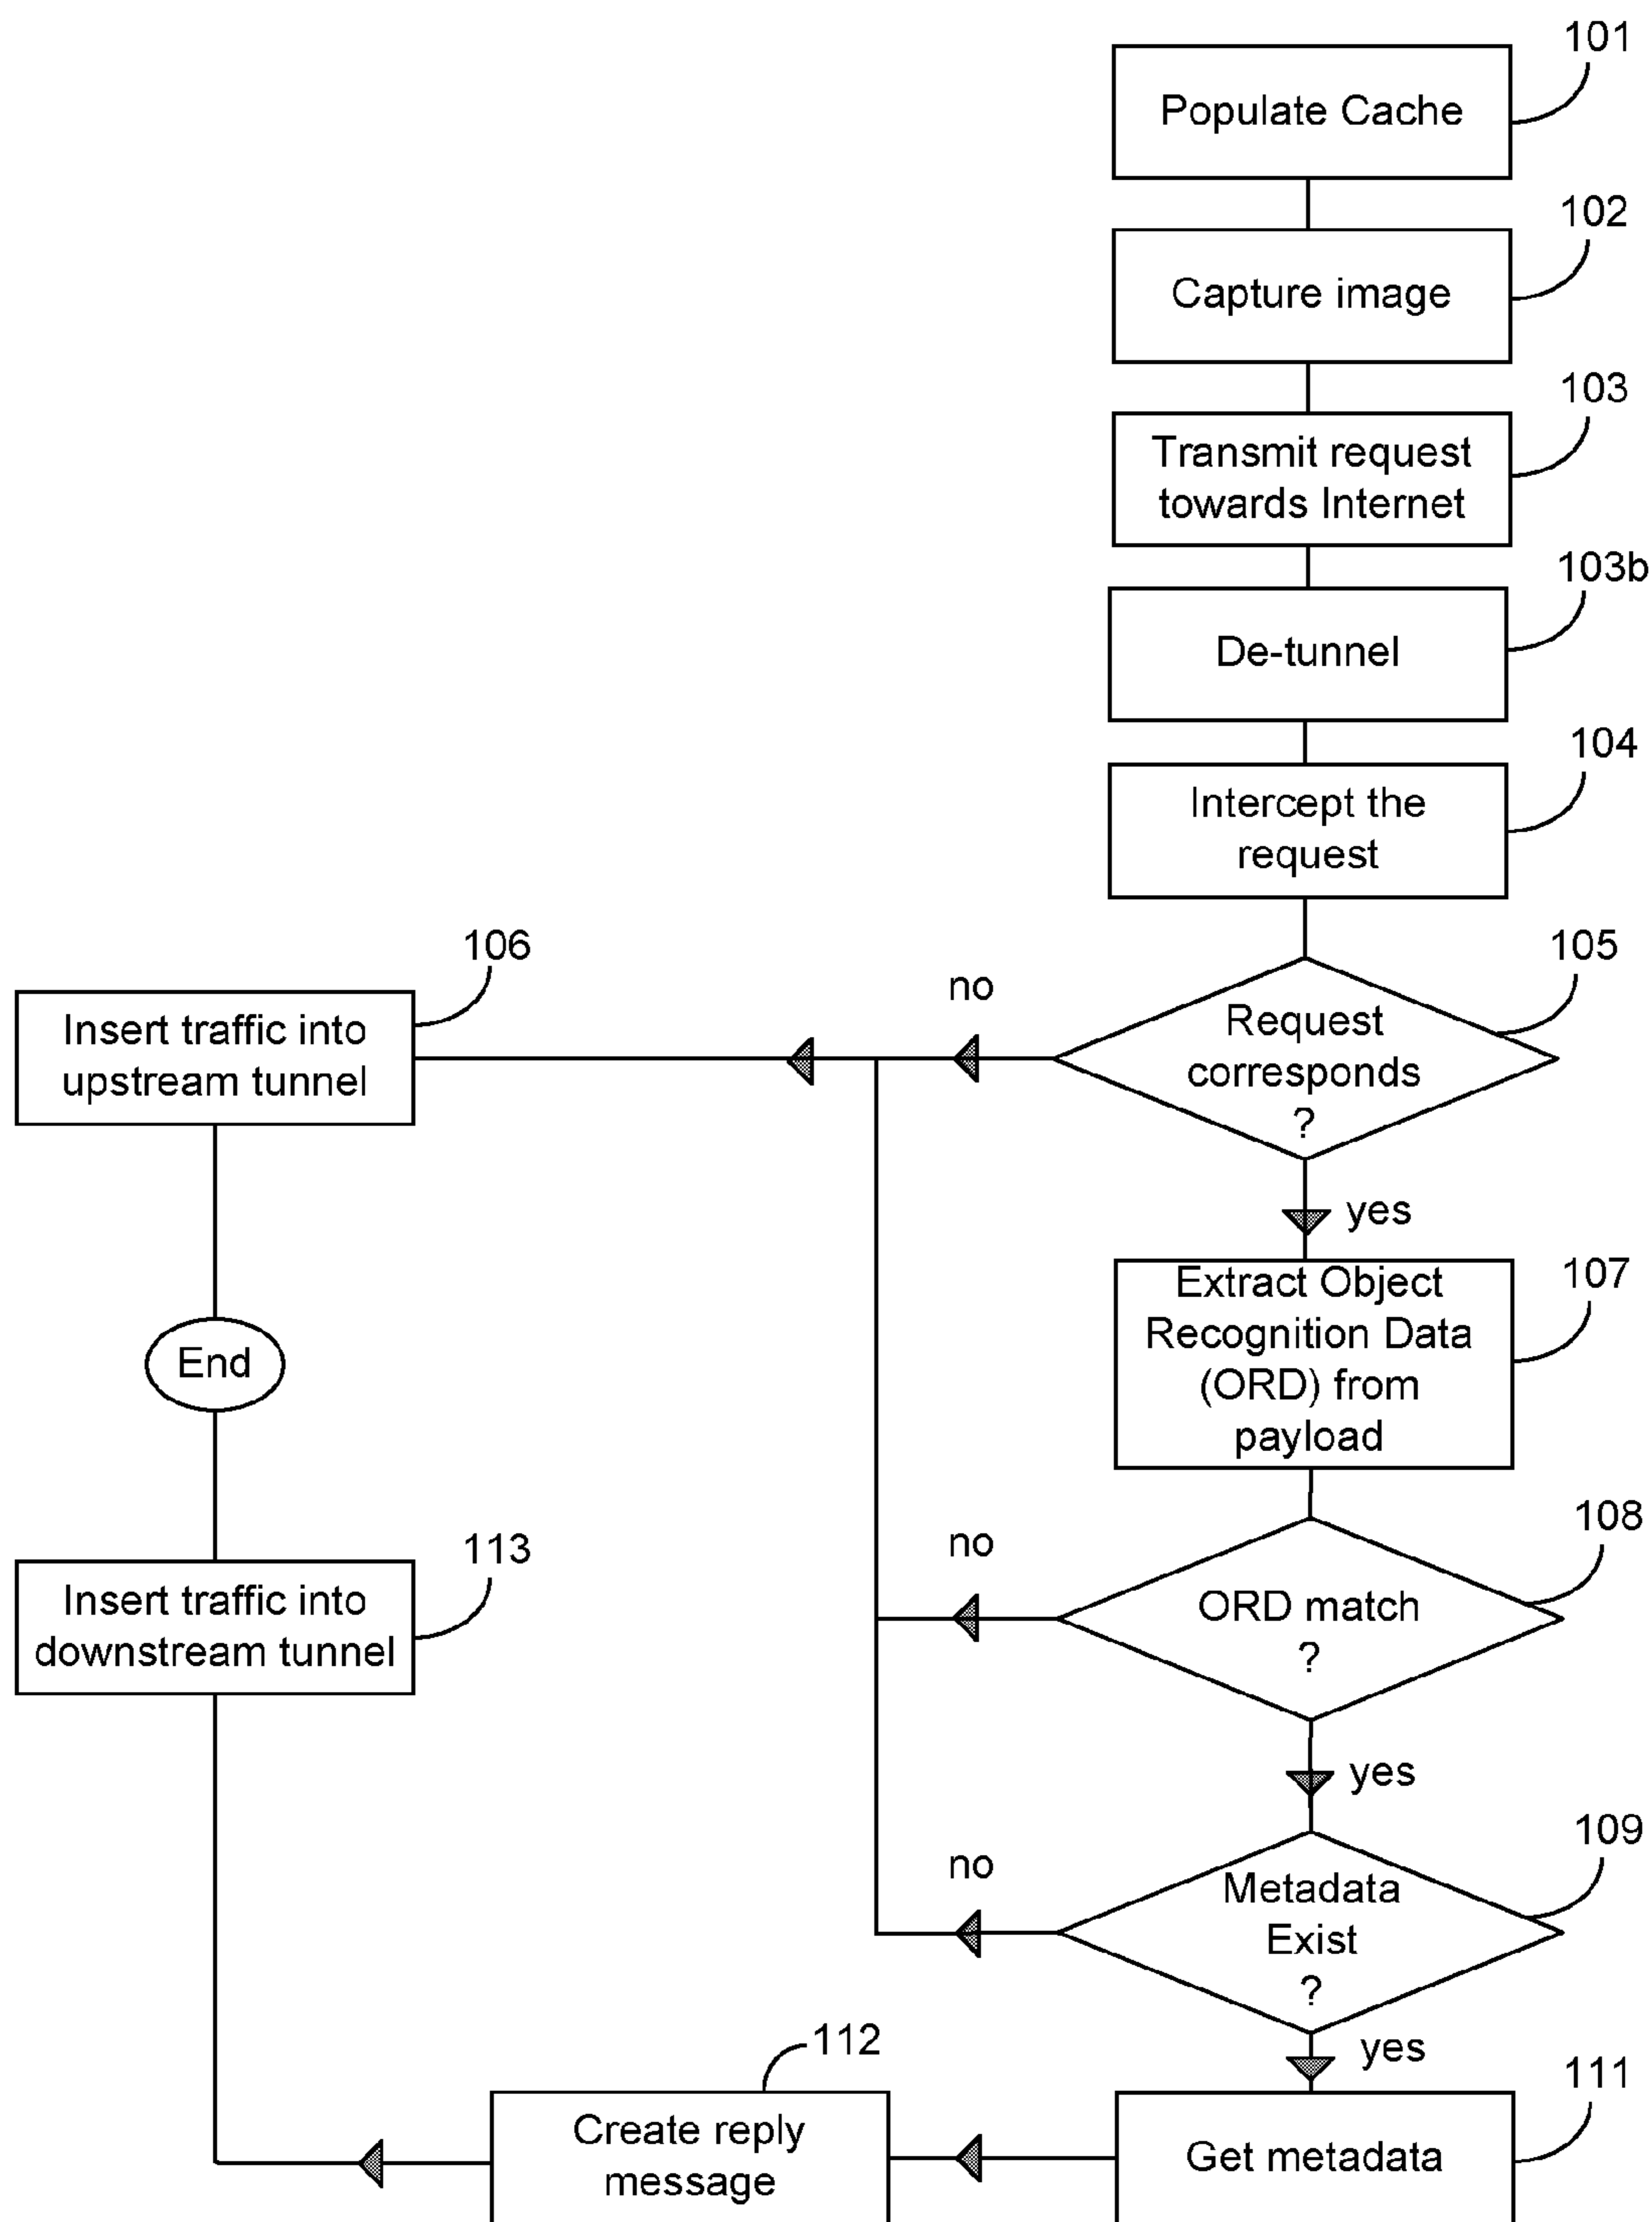 101
Populate Cache
102
Capture image
103
Transmit request
towards Internet
103b
De-tunnel
104
Intercept the
request
105
Request
corresponds
?
no
yes
106
Insert traffic into
upstream tunnel
107
Extract Object
Recognition Data
(ORD) from
payload
End
108
ORD match
?
no
yes
113
Insert traffic into
downstream tunnel
109
Metadata
Exist
?
no
yes
111
Get metadata
112
Create reply
message